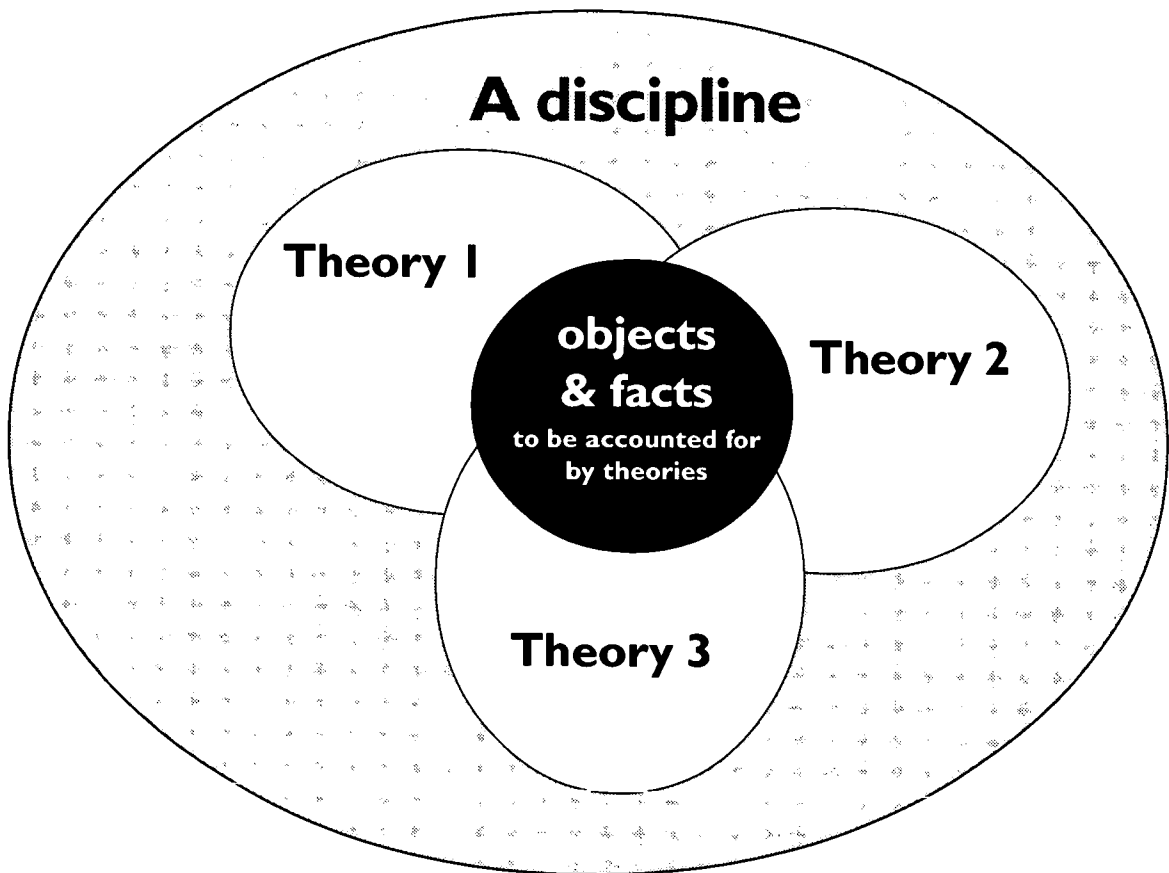 A discipline
Theory 1
objects
& facts
to be accounted for
by theories
Theory 2
Theory 3